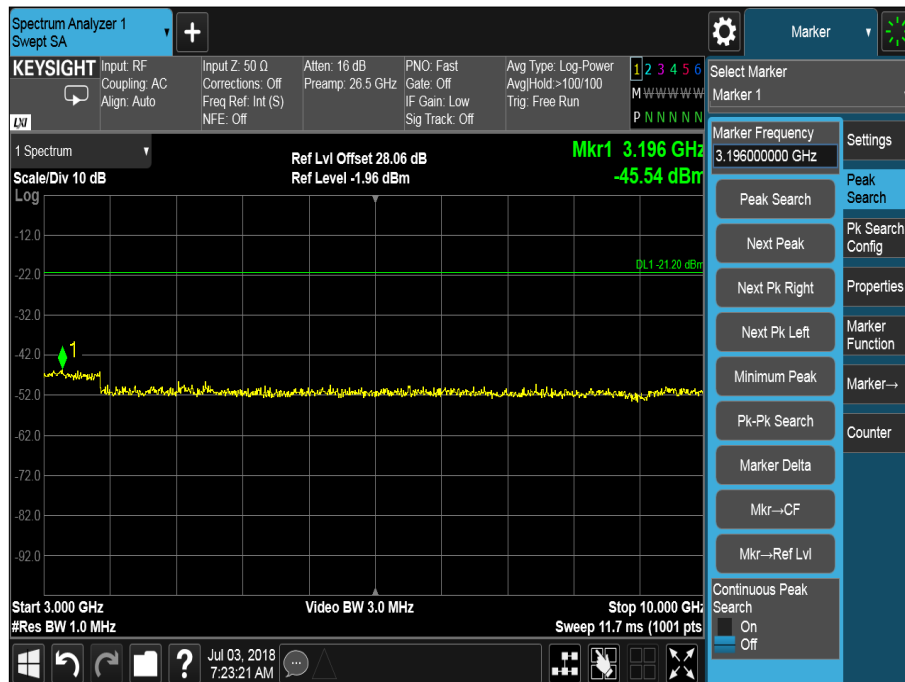 Spectrum Analyzer 1
Swept SA
+
Marker
KEYSIGHT
LXI
Input: RF
Coupling: AC
Align: Auto
Input Z: 50 Ω
Corrections: Off
Freq Ref: Int (S)
NFE: Off
Atten: 16 dB
Preamp: 26.5 GHz
PNO: Fast
Gate: Off
IF Gain: Low
Sig Track: Off
Avg Type: Log-Power
Avg|Hold:>100/100
Trig: Free Run
1 2 3 4 5 6
M W W W W W
P N N N N N
Select Marker
Marker 1
1 Spectrum
Scale/Div 10 dB
Log
Ref Lvl Offset 28.06 dB
Ref Level -1.96 dBm
Mkr1 3.196 GHz
-45.54 dBm
-12.0
-22.0
-32.0
-42.0
-52.0
-62.0
-72.0
-82.0
-92.0
DL1 -21.20 dBm
1
Start 3.000 GHz
#Res BW 1.0 MHz
Video BW 3.0 MHz
Stop 10.000 GHz
Sweep 11.7 ms (1001 pts
Marker Frequency
3.196000000 GHz
Peak Search
Next Peak
Next Pk Right
Next Pk Left
Minimum Peak
Pk-Pk Search
Marker Delta
Mkr→CF
Mkr→Ref Lvl
Continuous Peak
Search
On
Off
Settings
Peak
Search
Pk Search
Config
Properties
Marker
Function
Marker→
Counter
?
Jul 03, 2018
7:23:21 AM